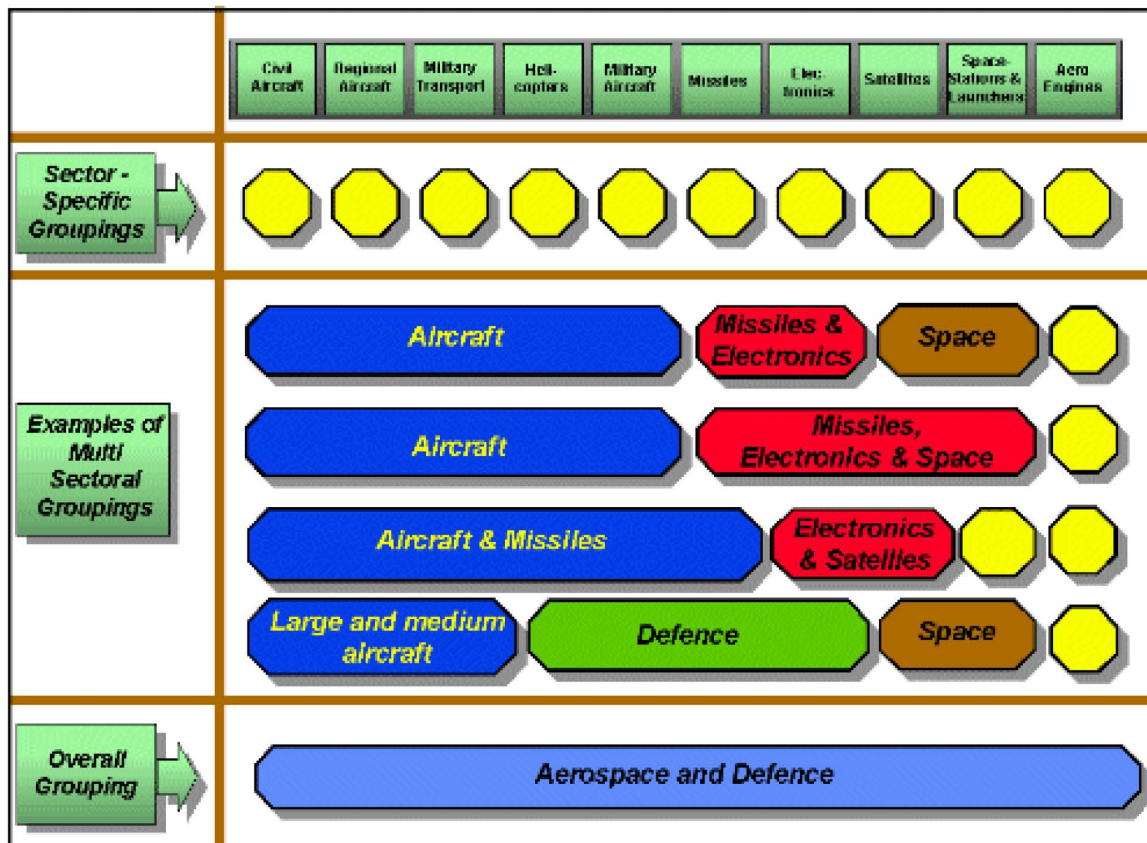 Civil
Aircraft
Regional
Aircraft
Military
Transport
Heli-
copters
Military
Aircraft
Missiles
Elec-
tronics
Satellites
Space-
Stations &
Launchers
Aero
Engines
Sector -
Specific
Groupings
Aircraft
Missiles &
Electronics
Space
Examples of
Multi
Sectoral
Groupings
Aircraft
Missiles,
Electronics & Space
Aircraft & Missiles
Electronics
& Satellies
Large and medium
aircraft
Defence
Space
Overall
Grouping
Aerospace and Defence